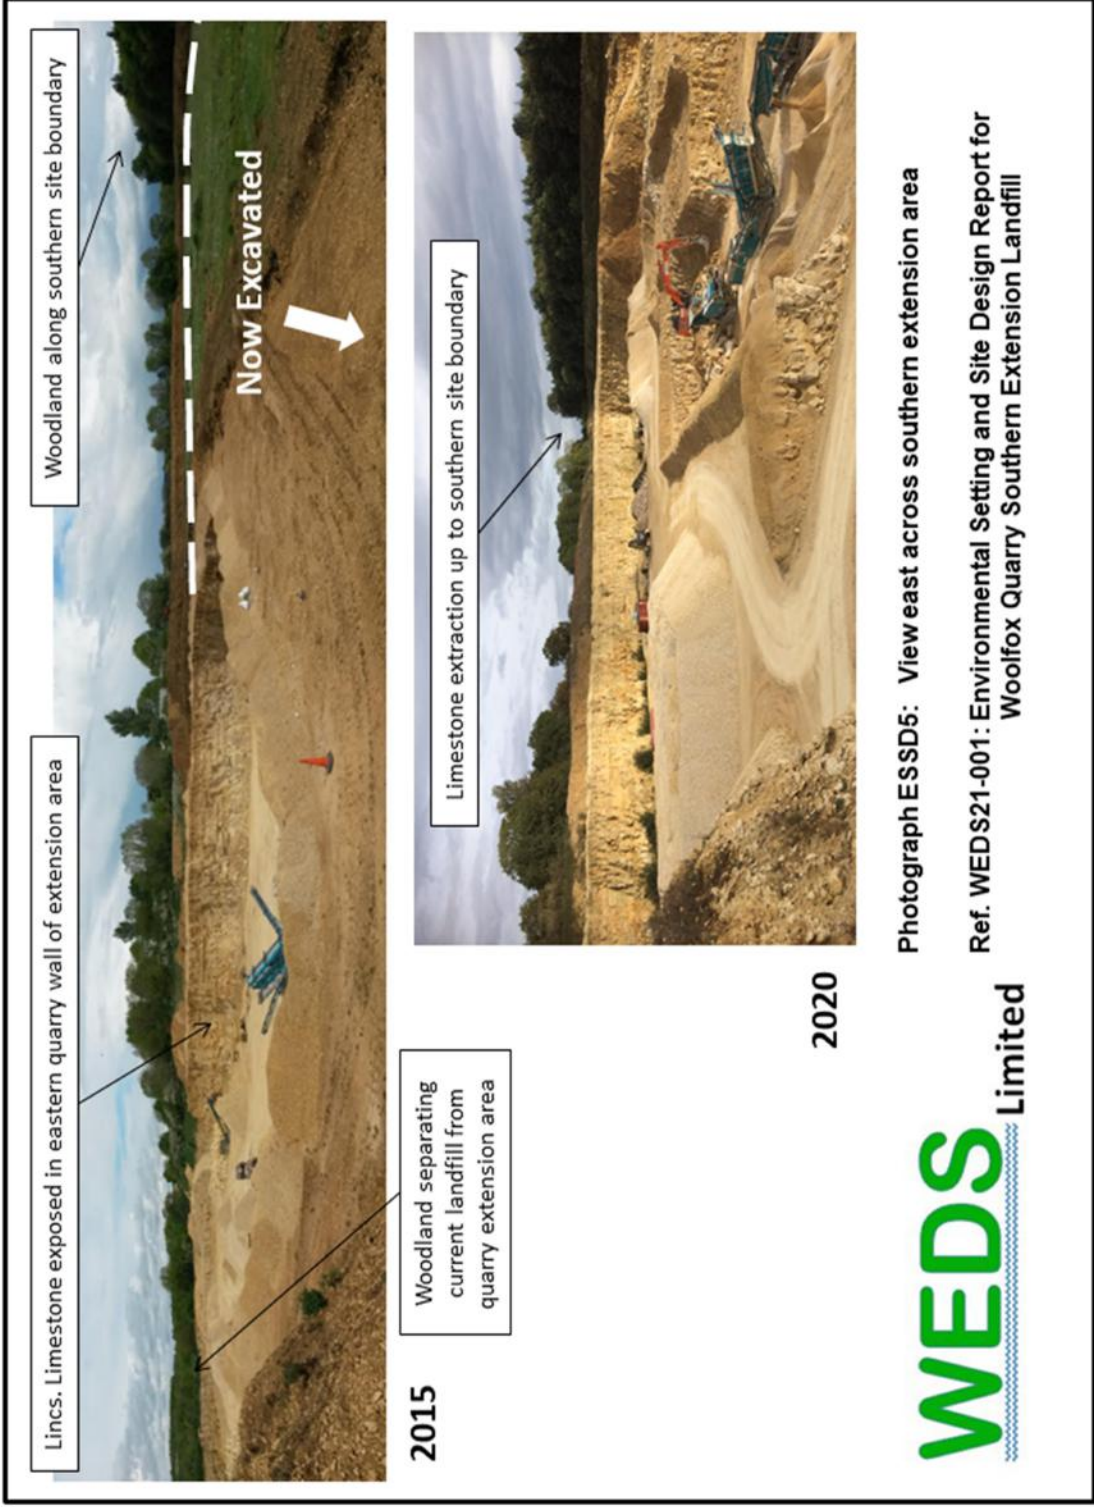 Lincs. Limestone exposed in eastern quarry wall of extension area
Woodland along southern site boundary
Now Excavated
Woodland separating
current landfill from
quarry extension area
2015
Limestone extraction up to southern site boundary
2020
Photograph ESSD5: View east across southern extension area
Ref. WEDS21-001: Environmental Setting and Site Design Report for
Woolfox Quarry Southern Extension Landfill
WEDS
Limited